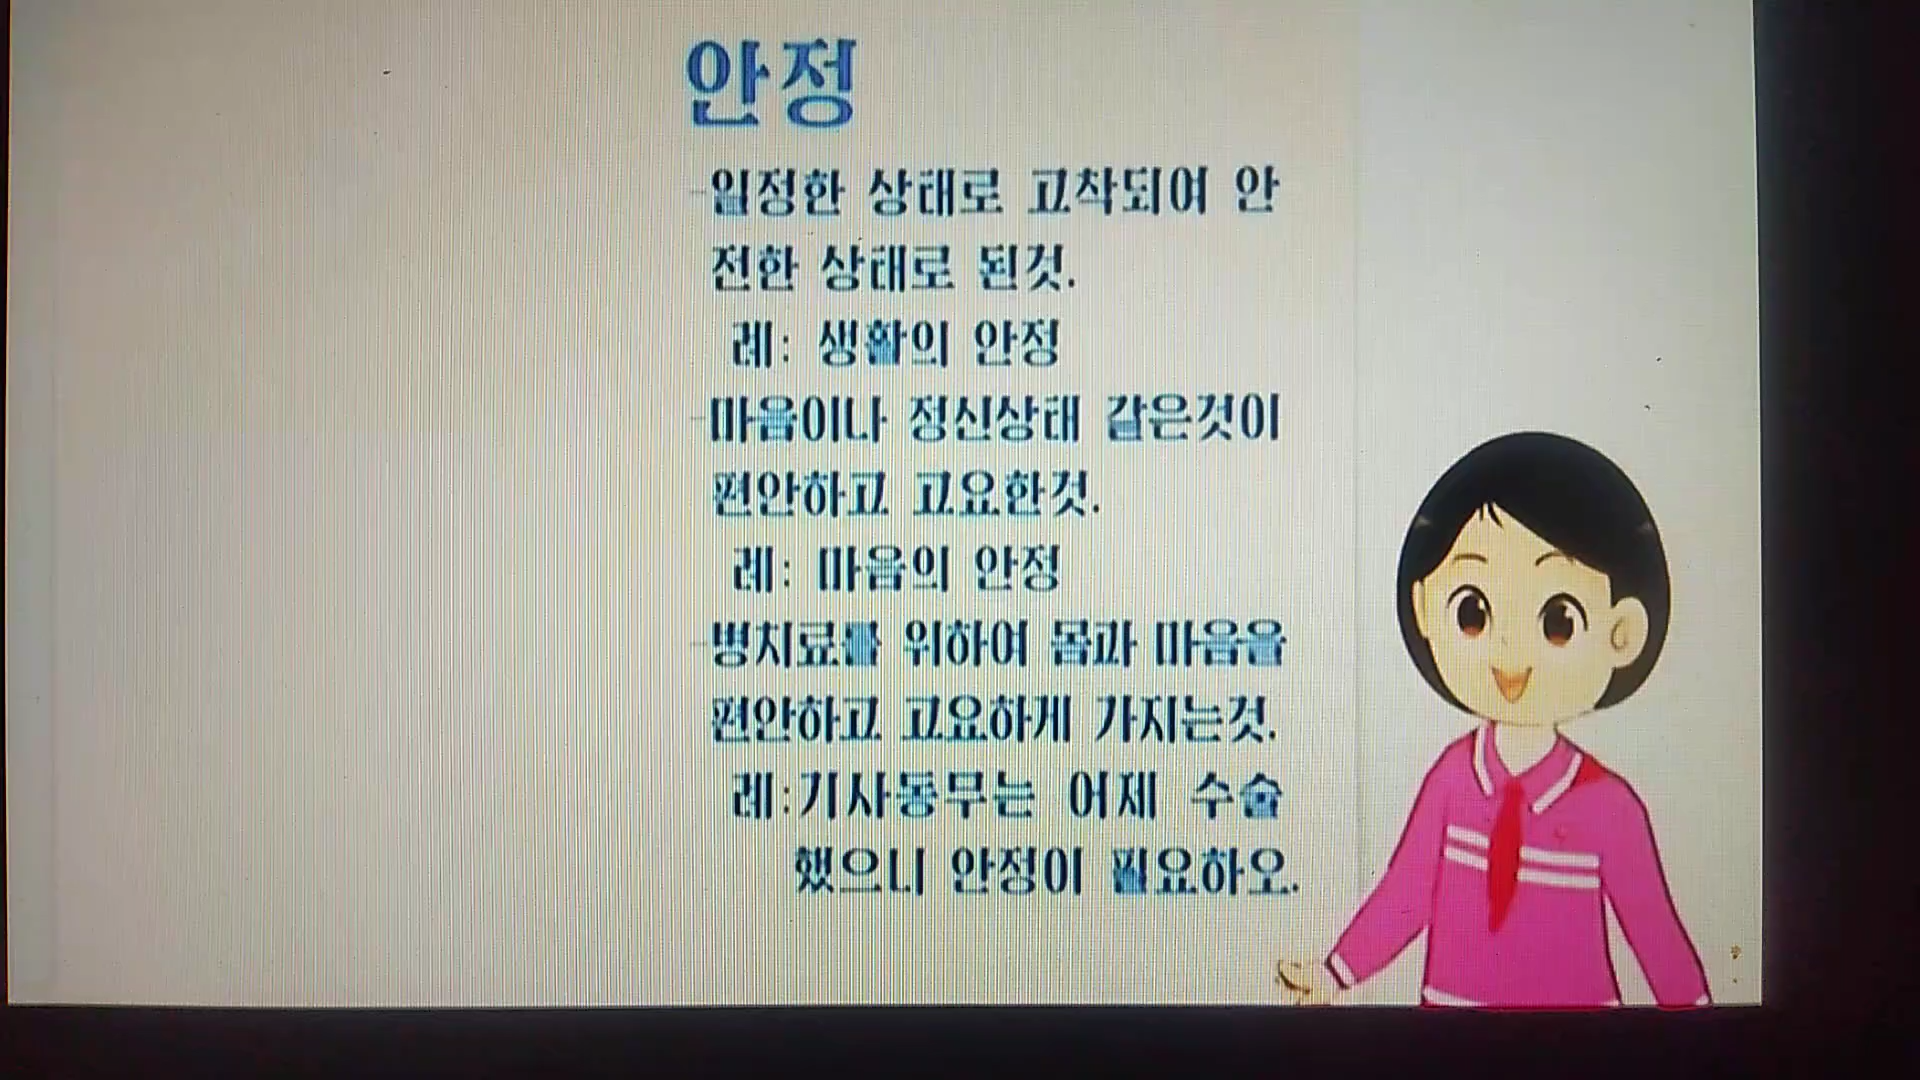 안정
-일정한 상태로 고착되여 안
전한 상태로 된것.
레: 생활의 안정
-마음이나 정신상태 같은것이
편안하고 고요한것.
레: 마음의 안정
-병치료를 위하여 몸과 마음을
편안하고 고요하게 가지는것.
레:기사동무는 어제 수술
했으니 안정이 필요하오.